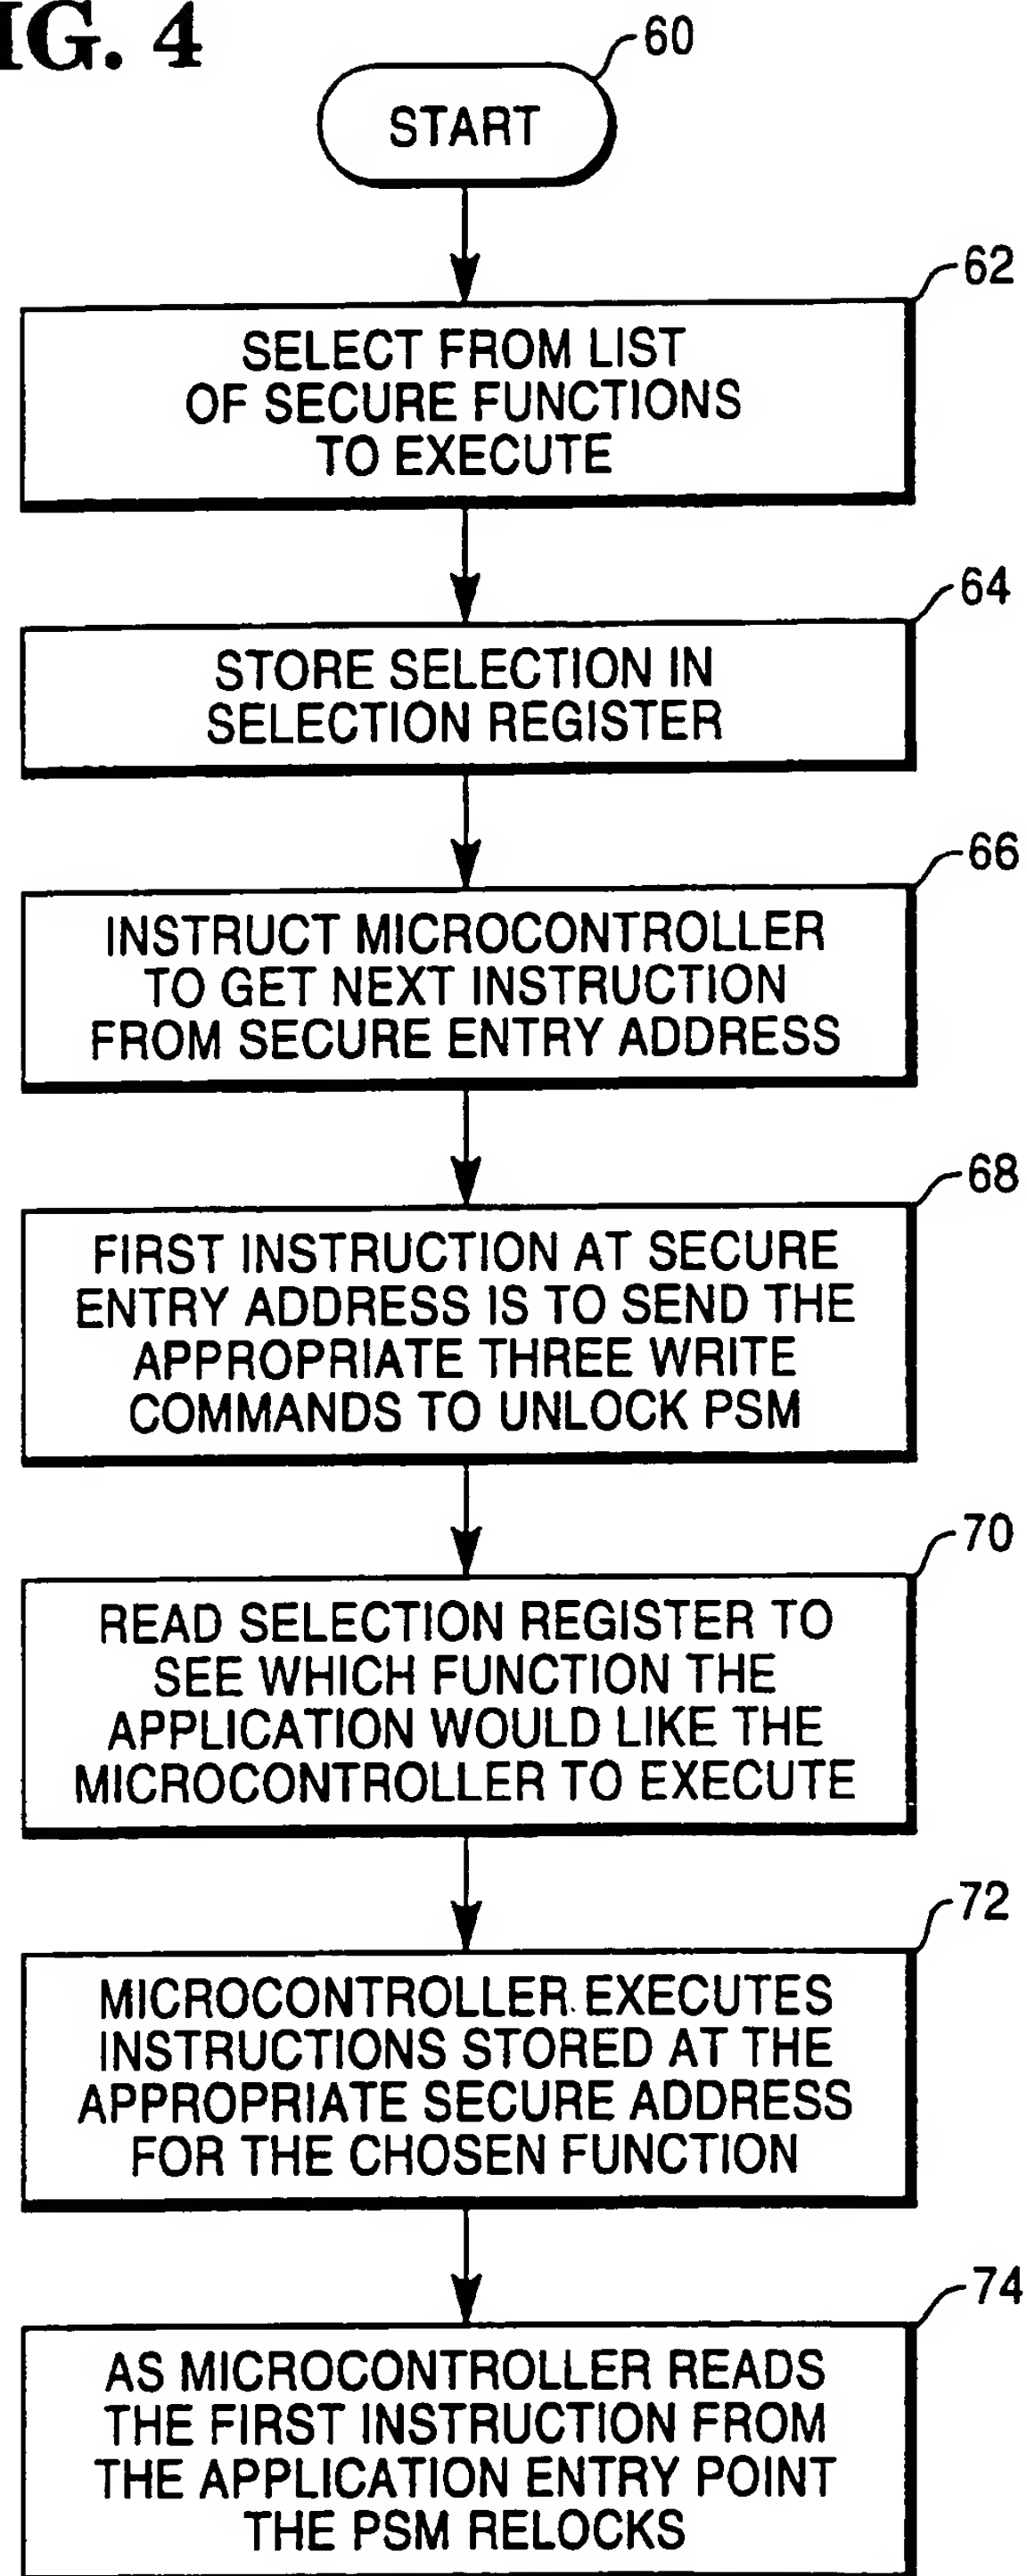 IG. 4
60
START
62
SELECT FROM LIST
OF SECURE FUNCTIONS
TO EXECUTE
64
STORE SELECTION IN
SELECTION REGISTER
66
INSTRUCT MICROCONTROLLER
TO GET NEXT INSTRUCTION
FROM SECURE ENTRY ADDRESS
68
FIRST INSTRUCTION AT SECURE
ENTRY ADDRESS IS TO SEND THE
APPROPRIATE THREE WRITE
COMMANDS TO UNLOCK PSM
70
READ SELECTION REGISTER TO
SEE WHICH FUNCTION THE
APPLICATION WOULD LIKE THE
MICROCONTROLLER TO EXECUTE
72
MICROCONTROLLER EXECUTES
INSTRUCTIONS STORED AT THE
APPROPRIATE SECURE ADDRESS
FOR THE CHOSEN FUNCTION
74
AS MICROCONTROLLER READS
THE FIRST INSTRUCTION FROM
THE APPLICATION ENTRY POINT
THE PSM RELOCKS